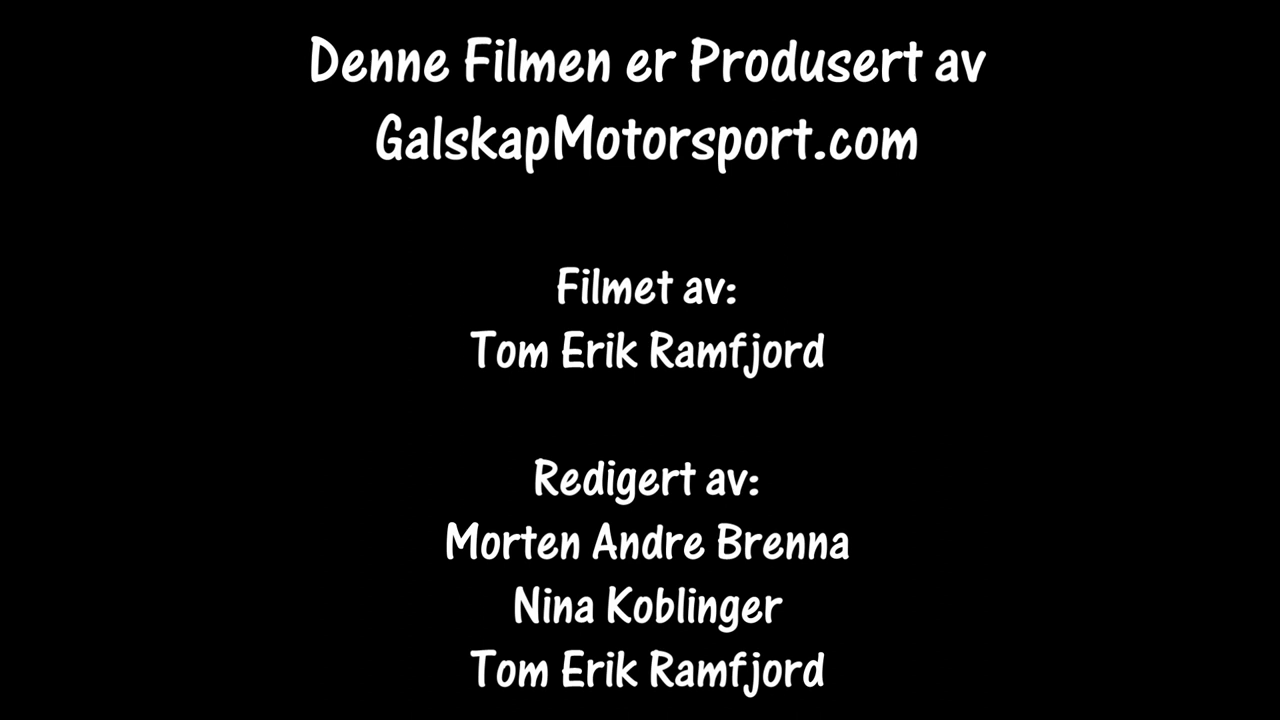 Denne Filmen er Produsert av
GalskapMotorsport.com
Filmet av:
Tom Erik Ramfjord
Redigert av:
Morten Andre Brenna
Nina Koblinger
Tom Erik Ramfjord